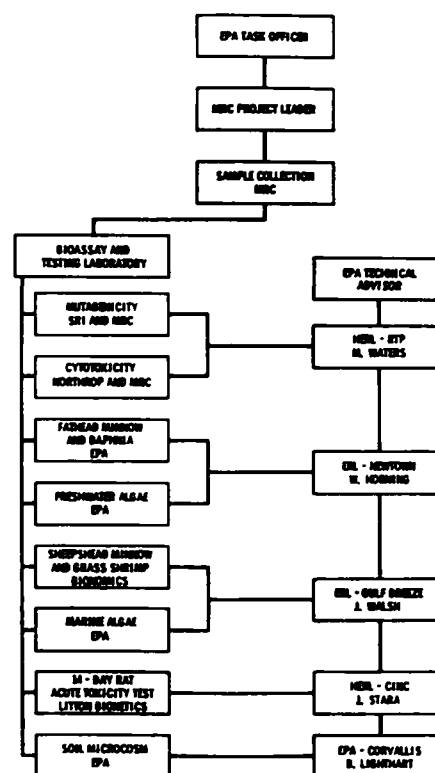 EPA TASK OFFICER
MRC PROJECT LEADER
SAMPLE COLLECTION
MRC
BIOASSAY AND
TESTING LABORATORY
EPA TECHNICAL
ADVISOR
MUTAGENICITY
SRI AND MRC
HERL - RTP
M. WATERS
CYTOTOXICITY
NORTHROP AND MRC
FATHEAD MINNOW
AND DAPHNIA
EPA
ERL - NEWTOWN
W. HORNING
FRESHWATER ALGAE
EPA
SHEEPSHEAD MINNOW
AND GRASS SHRIMP
BIONOMICS
ERL - GULF BREEZE
J. WALSH
MARINE ALGAE
EPA
14 - DAY RAT
ACUTE TOXICITY TEST
LITTON BIONETICS
HERL - CINC
J. STARA
SOIL MICROCOSM
EPA
EPA - CORVALLIS
B. LIGHTHART